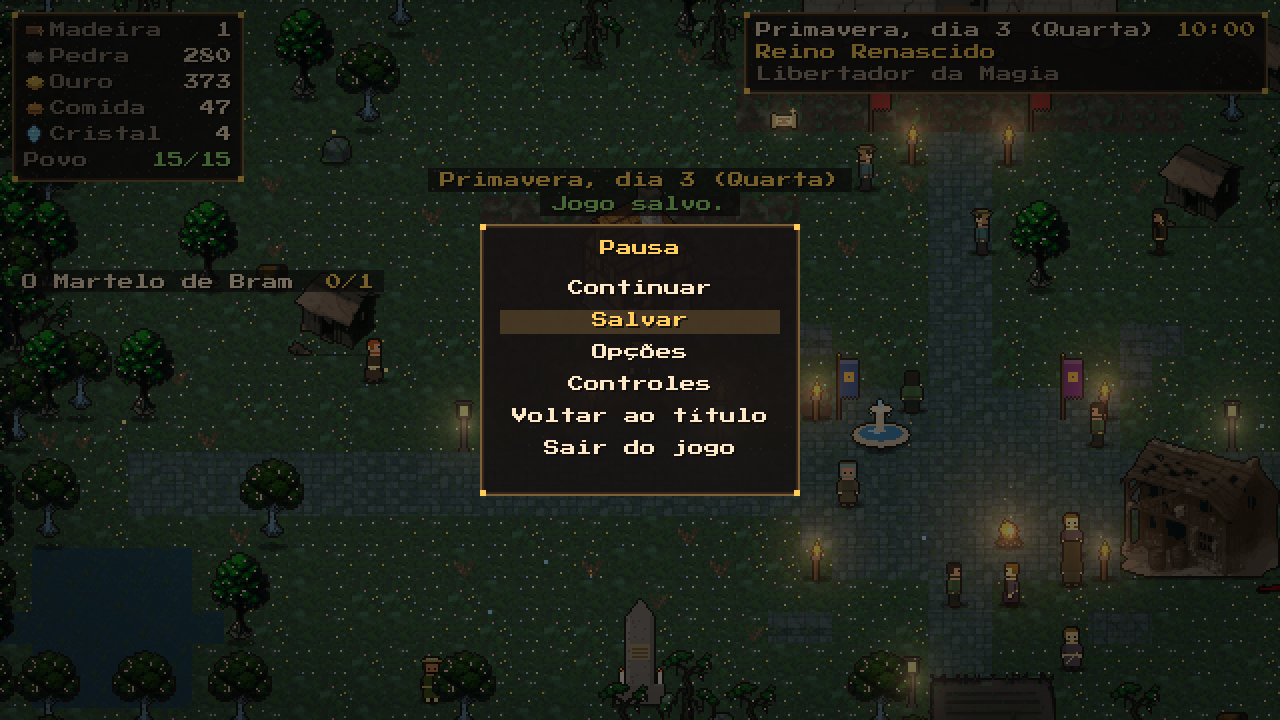 Madeira 1
Pedra 280
Ouro 373
Comida 47
Cristal 4
Povo 15/15
Primavera, dia 3 (Quarta) 10:00
Reino Renascido
Libertador da Magia
Primavera, dia 3 (Quarta)
Jogo salvo.
O Martelo de Bram 0/1
Pausa
Continuar
Salvar
Opções
Controles
Voltar ao título
Sair do jogo